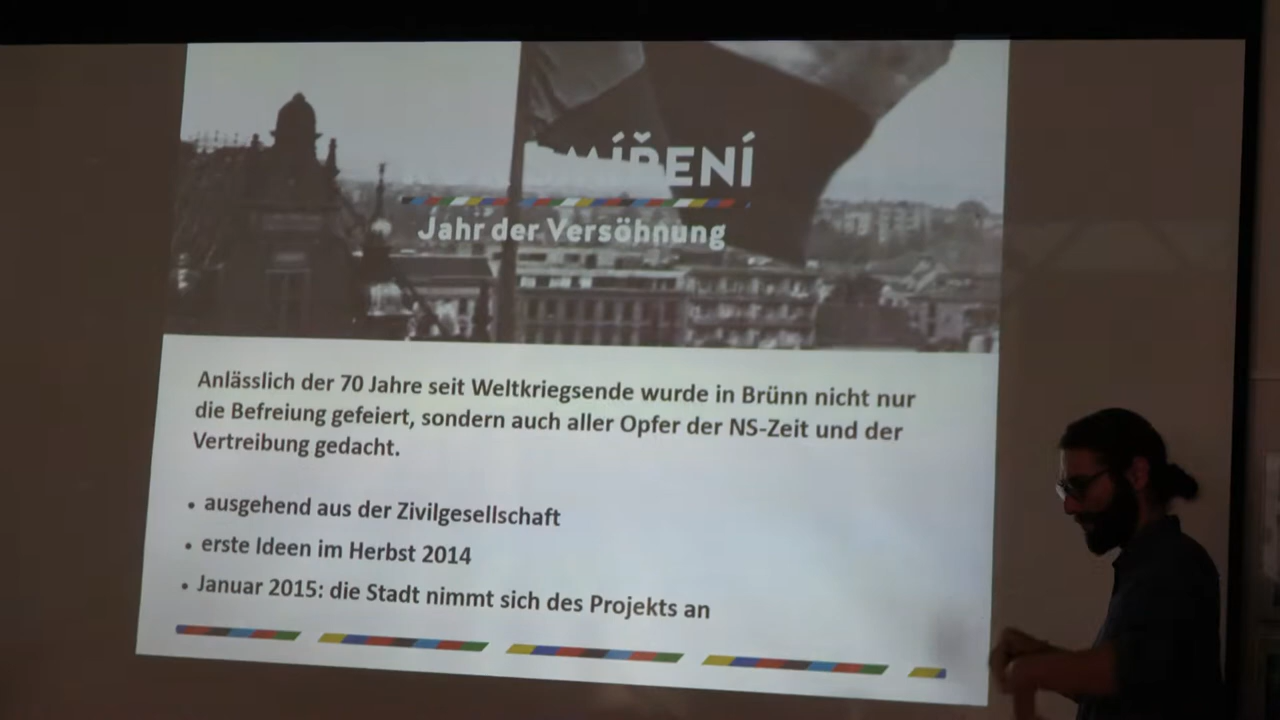 Jahr der Versöhnung
Anlässlich der 70 Jahre seit Weltkriegsende wurde in Brünn nicht nur
die Befreiung gefeiert, sondern auch aller Opfer der NS-Zeit und der
Vertreibung gedacht.
• ausgehend aus der Zivilgesellschaft
• erste Ideen im Herbst 2014
• Januar 2015: die Stadt nimmt sich des Projekts an